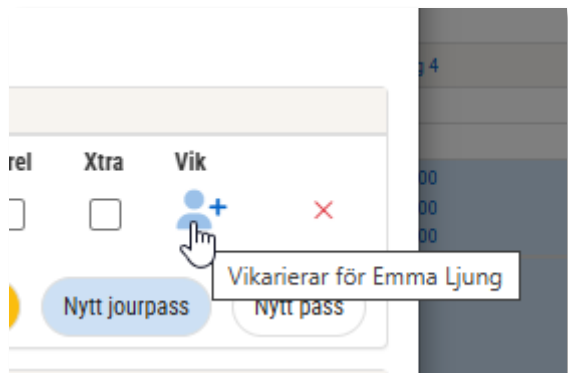 g 4
rel Xtra Vik
00
00
00
Vikarierar för Emma Ljung
Nytt jourpass Nytt pass